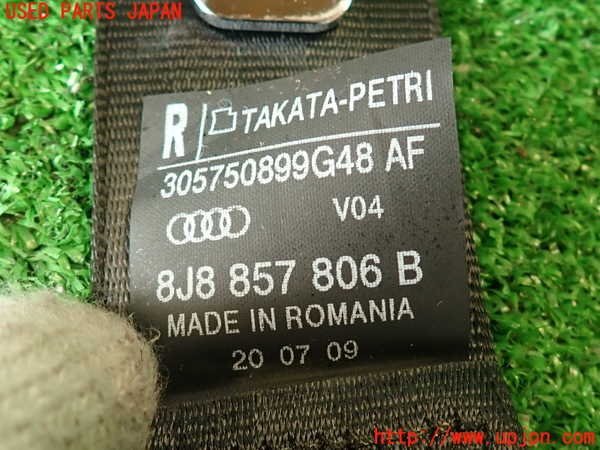 USED PARTS JAPAN
R TAKATA-PETRI
305750899G48 AF
V04
8J8 857 806 B
MADE IN ROMANIA
20 07 09
http://www.upjpn.com